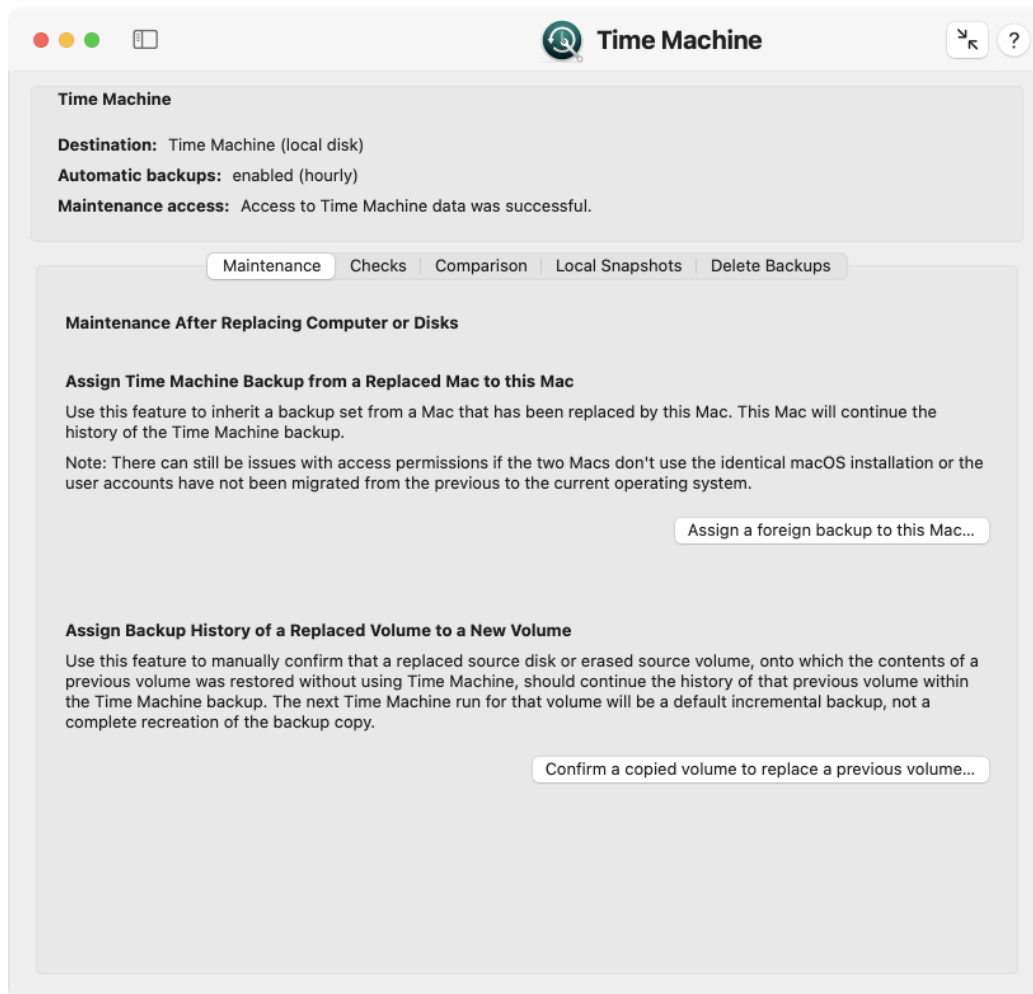 Time Machine
?
Time Machine
Destination: Time Machine (local disk)
Automatic backups: enabled (hourly)
Maintenance access: Access to Time Machine data was successful.
Maintenance Checks Comparison Local Snapshots Delete Backups
Maintenance After Replacing Computer or Disks
Assign Time Machine Backup from a Replaced Mac to this Mac
Use this feature to inherit a backup set from a Mac that has been replaced by this Mac. This Mac will continue the
history of the Time Machine backup.
Note: There can still be issues with access permissions if the two Macs don't use the identical macOS installation or the
user accounts have not been migrated from the previous to the current operating system.
Assign a foreign backup to this Mac...
Assign Backup History of a Replaced Volume to a New Volume
Use this feature to manually confirm that a replaced source disk or erased source volume, onto which the contents of a
previous volume was restored without using Time Machine, should continue the history of that previous volume within
the Time Machine backup. The next Time Machine run for that volume will be a default incremental backup, not a
complete recreation of the backup copy.
Confirm a copied volume to replace a previous volume...